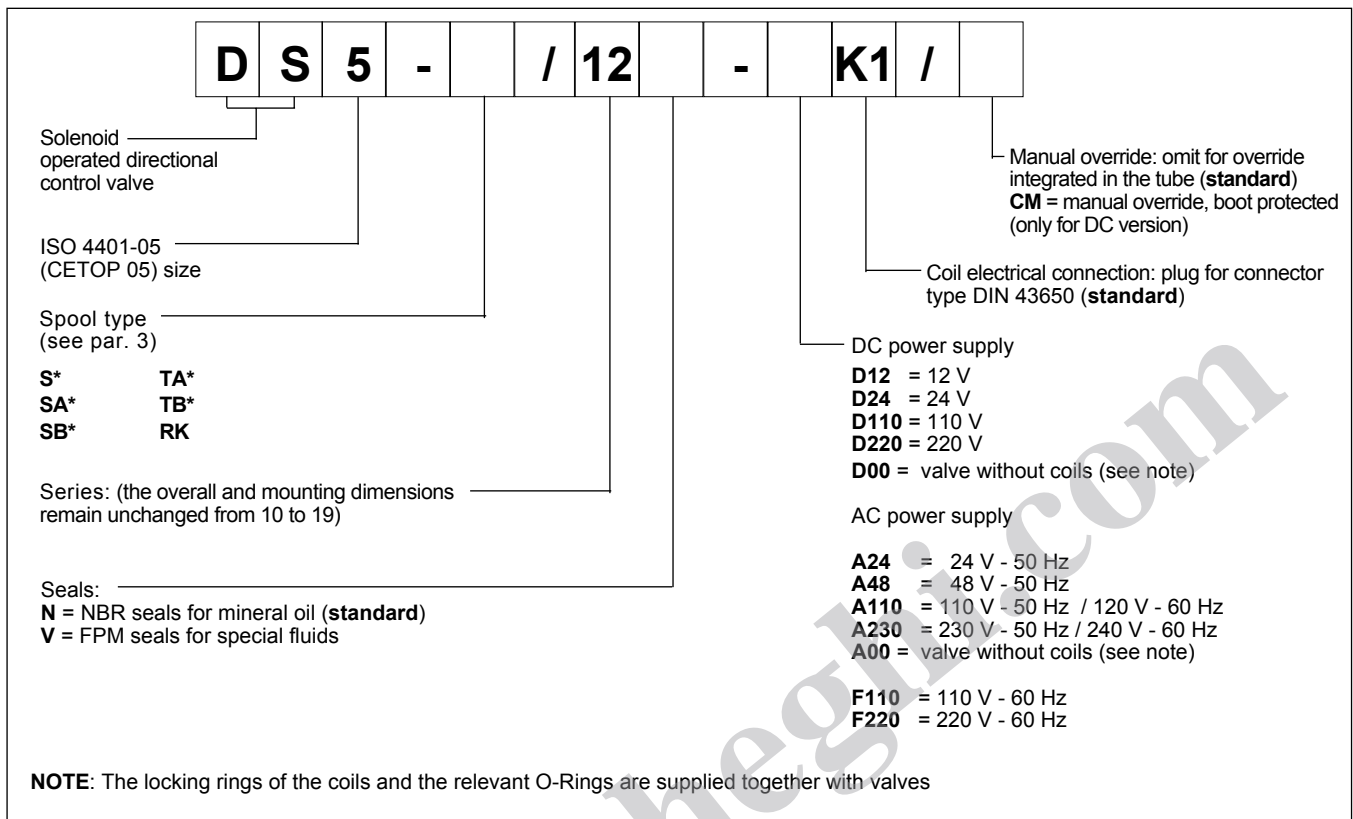 D S 5 - / 12 - K1 /
Solenoid
operated directional
control valve
ISO 4401-05
(CETOP 05) size
Spool type
(see par. 3)
S* TA*
SA* TB*
SB* RK
Series: (the overall and mounting dimensions
remain unchanged from 10 to 19)
Seals:
N = NBR seals for mineral oil (standard)
V = FPM seals for special fluids
Manual override: omit for override
integrated in the tube (standard)
CM = manual override, boot protected
(only for DC version)
Coil electrical connection: plug for connector
type DIN 43650 (standard)
DC power supply
D12 = 12 V
D24 = 24 V
D110 = 110 V
D220 = 220 V
D00 = valve without coils (see note)
AC power supply
A24 = 24 V - 50 Hz
A48 = 48 V - 50 Hz
A110 = 110 V - 50 Hz / 120 V - 60 Hz
A230 = 230 V - 50 Hz / 240 V - 60 Hz
A00 = valve without coils (see note)
F110 = 110 V - 60 Hz
F220 = 220 V - 60 Hz
NOTE: The locking rings of the coils and the relevant O-Rings are supplied together with valves
heghi.com